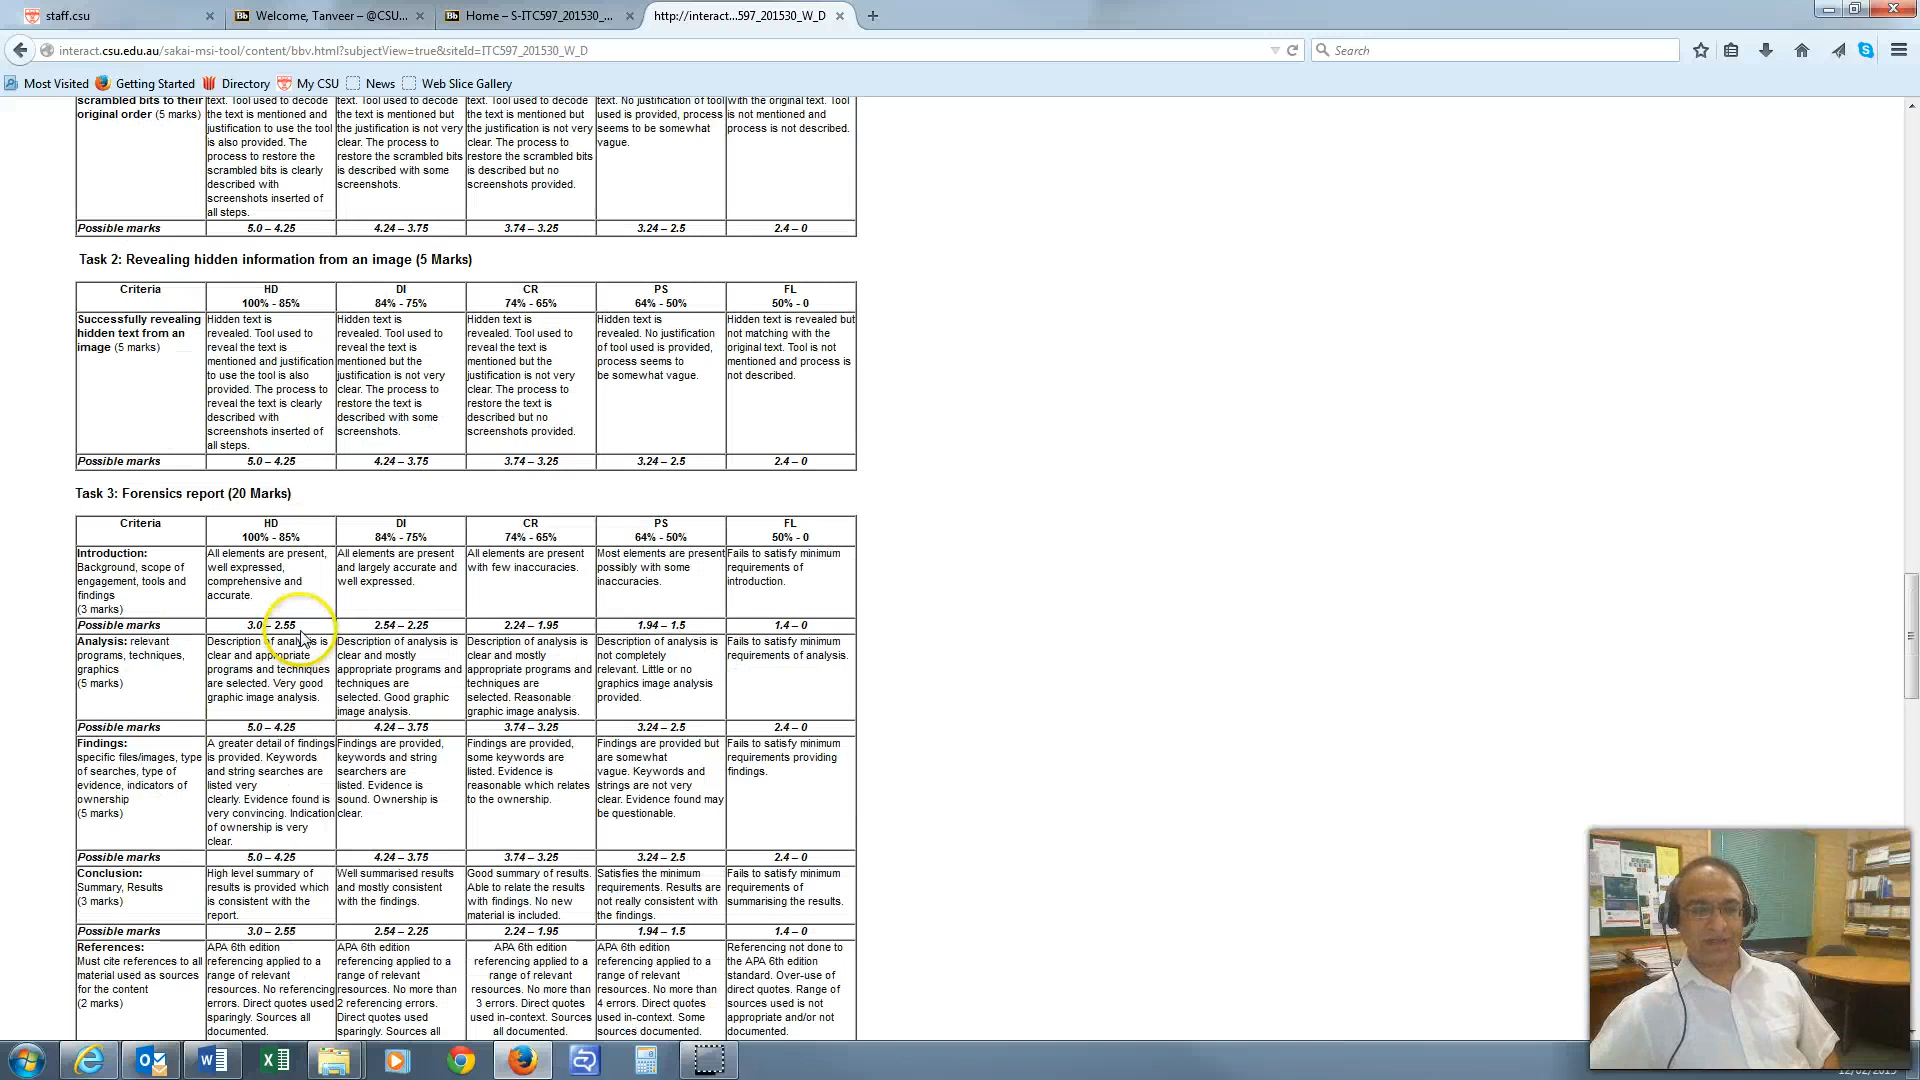 staff.csu
Welcome, Tanveer – @CSU...
Home – S-ITC597_201530_...
http://interact...597_201530_W_D
interact.csu.edu.au/sakai-msi-tool/content/bbv.html?subjectView=true&siteId=ITC597_201530_W_D
Search
Most Visited
Getting Started
Directory
My CSU
News
Web Slice Gallery
scrambled bits to their
original order (5 marks)
text. Tool used to decode
the text is mentioned and
justification to use the tool
is also provided. The
process to restore the
scrambled bits is clearly
described with
screenshots inserted of
all steps.
text. Tool used to decode
the text is mentioned but
the justification is not very
clear. The process to
restore the scrambled bits
is described with some
screenshots.
text. Tool used to decode
the text is mentioned but
the justification is not very
clear. The process to
restore the scrambled bits
is described but no
screenshots provided.
text. No justification of tool
used is provided, process
seems to be somewhat
vague.
with the original text. Tool
is not mentioned and
process is not described.
Possible marks
5.0 – 4.25
4.24 – 3.75
3.74 – 3.25
3.24 – 2.5
2.4 – 0
Task 2: Revealing hidden information from an image (5 Marks)
Criteria
HD
100% - 85%
DI
84% - 75%
CR
74% - 65%
PS
64% - 50%
FL
50% - 0
Successfully revealing
hidden text from an
image (5 marks)
Hidden text is
revealed. Tool used to
reveal the text is
mentioned and justification
to use the tool is also
provided. The process to
reveal the text is clearly
described with
screenshots inserted of
all steps.
Hidden text is
revealed. Tool used to
reveal the text is
mentioned but the
justification is not very
clear. The process to
restore the text is
described with some
screenshots.
Hidden text is
revealed. Tool used to
reveal the text is
mentioned but the
justification is not very
clear. The process to
restore the text is
described but no
screenshots provided.
Hidden text is
revealed. No justification
of tool used is provided,
process seems to
be somewhat vague.
Hidden text is revealed but
not matching with the
original text. Tool is not
mentioned and process is
not described.
Possible marks
5.0 – 4.25
4.24 – 3.75
3.74 – 3.25
3.24 – 2.5
2.4 – 0
Task 3: Forensics report (20 Marks)
Criteria
HD
100% - 85%
DI
84% - 75%
CR
74% - 65%
PS
64% - 50%
FL
50% - 0
Introduction:
Background, scope of
engagement, tools and
findings
(3 marks)
All elements are present,
well expressed,
comprehensive and
accurate.
All elements are present
and largely accurate and
well expressed.
All elements are present
with few inaccuracies.
Most elements are present
possibly with some
inaccuracies.
Fails to satisfy minimum
requirements of
introduction.
Possible marks
3.0 – 2.55
2.54 – 2.25
2.24 – 1.95
1.94 – 1.5
1.4 – 0
Analysis: relevant
programs, techniques,
graphics
(5 marks)
Description of analysis is
clear and appropriate
programs and techniques
are selected. Very good
graphic image analysis.
Description of analysis is
clear and mostly
appropriate programs and
techniques are
selected. Good graphic
image analysis.
Description of analysis is
clear and mostly
appropriate programs and
techniques are
selected. Reasonable
graphic image analysis.
Description of analysis is
not completely
relevant. Little or no
graphics image analysis
provided.
Fails to satisfy minimum
requirements of analysis.
Possible marks
5.0 – 4.25
4.24 – 3.75
3.74 – 3.25
3.24 – 2.5
2.4 – 0
Findings:
specific files/images, type
of searches, type of
evidence, indicators of
ownership
(5 marks)
A greater detail of findings
is provided. Keywords
and string searches are
listed very
clearly. Evidence found is
very convincing. Indication
of ownership is very
clear.
Findings are provided,
keywords and string
searchers are
listed. Evidence is
sound. Ownership is
clear.
Findings are provided,
some keywords are
listed. Evidence is
reasonable which relates
to the ownership.
Findings are provided but
are somewhat
vague. Keywords and
strings are not very
clear. Evidence found may
be questionable.
Fails to satisfy minimum
requirements providing
findings.
Possible marks
5.0 – 4.25
4.24 – 3.75
3.74 – 3.25
3.24 – 2.5
2.4 – 0
Conclusion:
Summary, Results
(3 marks)
High level summary of
results is provided which
is consistent with the
report.
Well summarised results
and mostly consistent
with the findings.
Good summary of results.
Able to relate the results
with findings. No new
material is included.
Satisfies the minimum
requirements. Results are
not really consistent with
the findings.
Fails to satisfy minimum
requirements of
summarising the results.
Possible marks
3.0 – 2.55
2.54 – 2.25
2.24 – 1.95
1.94 – 1.5
1.4 – 0
References:
Must cite references to all
material used as sources
for the content
(2 marks)
APA 6th edition
referencing applied to a
range of relevant
resources. No referencing
errors. Direct quotes used
sparingly. Sources all
documented.
APA 6th edition
referencing applied to a
range of relevant
resources. No more than
2 referencing errors.
Direct quotes used
sparingly. Sources all
APA 6th edition
referencing applied to a
range of relevant
resources. No more than
3 errors. Direct quotes
used in-context. Sources
all documented.
APA 6th edition
referencing applied to a
range of relevant
resources. No more than
4 errors. Direct quotes
used in-context. Some
sources documented.
Referencing not done to
the APA 6th edition
standard. Over-use of
direct quotes. Range of
sources used is not
appropriate and/or not
documented.